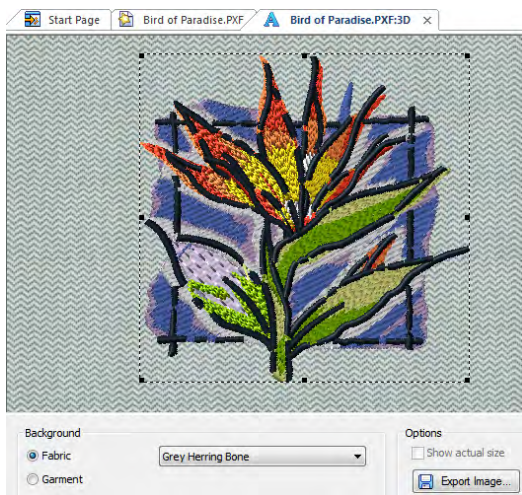 Start Page Bird of Paradise.PXF Bird of Paradise.PXF:3D
Background
Fabric Grey Herring Bone
Garment
Options
Show actual size
Export Image...